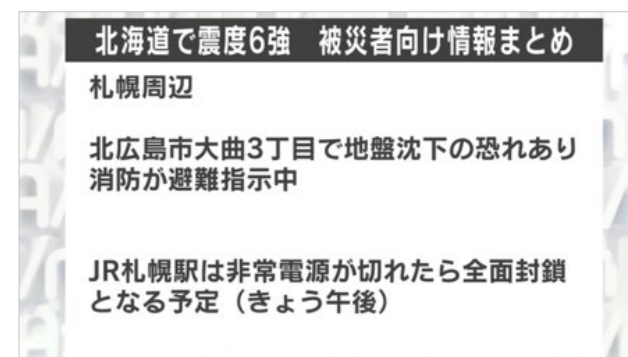 北海道で震度6強　被災者向け情報まとめ
札幌周辺
北広島市大曲3丁目で地盤沈下の恐れあり
消防が避難指示中
JR札幌駅は非常電源が切れたら全面封鎖
となる予定（きょう午後）